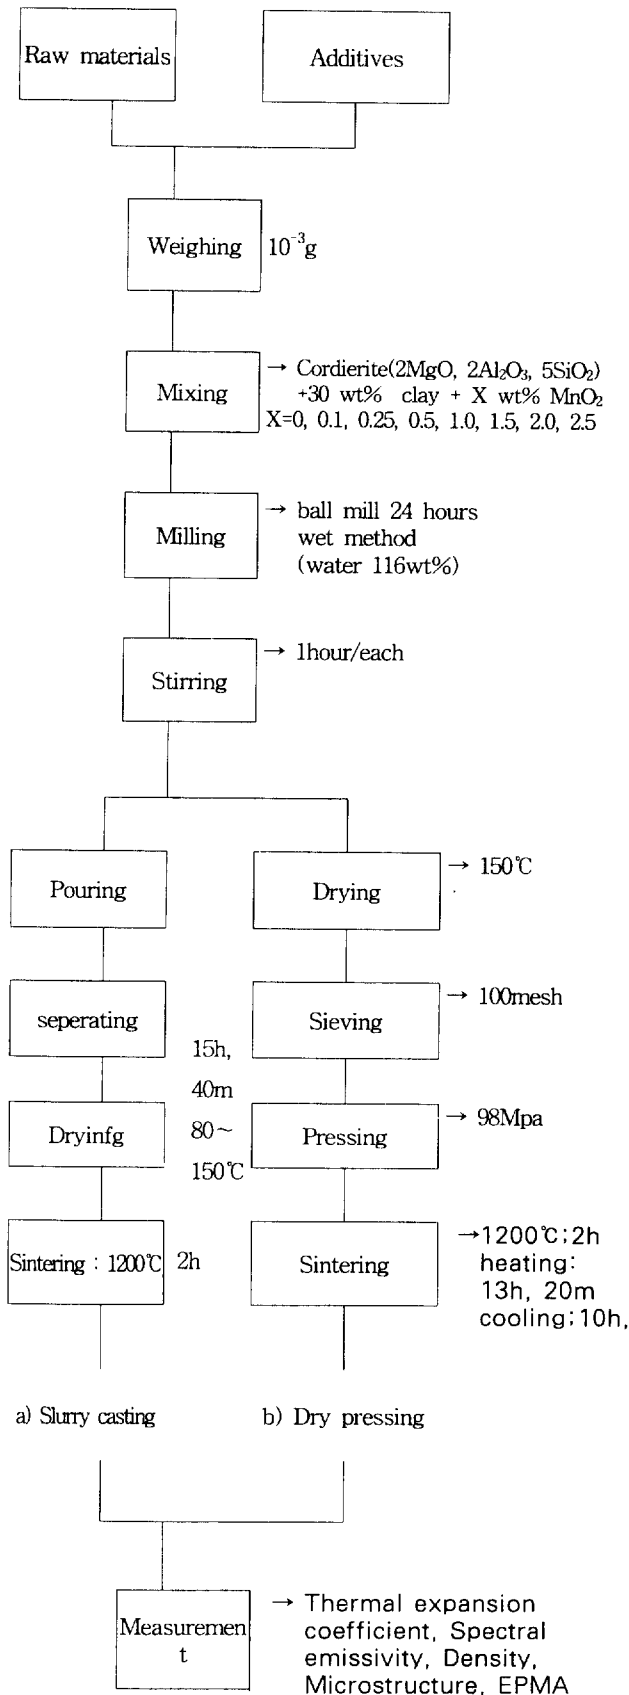 Raw materials
Additives
Weighing
10⁻³g
Mixing
→ Cordierite(2MgO, 2Al₂O₃, 5SiO₂)
+30 wt% clay + X wt% MnO₂
X=0, 0.1, 0.25, 0.5, 1.0, 1.5, 2.0, 2.5
Milling
→ ball mill 24 hours
wet method
(water 116wt%)
Stirring
→ 1hour/each
Pouring
Drying
→ 150℃
seperating
Sieving
→ 100mesh
15h,
40m
Dryinfg
80~
150℃
Pressing
→ 98Mpa
Sintering : 1200℃
2h
Sintering
→1200℃;2h
heating:
13h, 20m
cooling;10h,
a) Slurry casting
b) Dry pressing
Measuremen
t
→ Thermal expansion
coefficient, Spectral
emissivity, Density,
Microstructure, EPMA